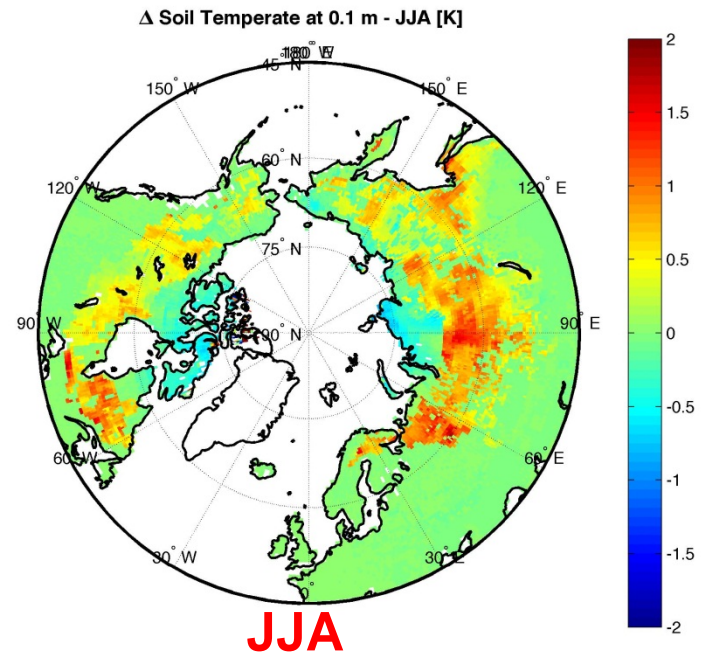 Δ Soil Temperate at 0.1 m - JJA [K]
45° N
150° W
150° E
60° N
120° W
120° E
75° N
90° W
90° N
90° E
60° W
60° E
30° W
30° E
0°
2
1.5
1
0.5
0
-0.5
-1
-1.5
-2
JJA